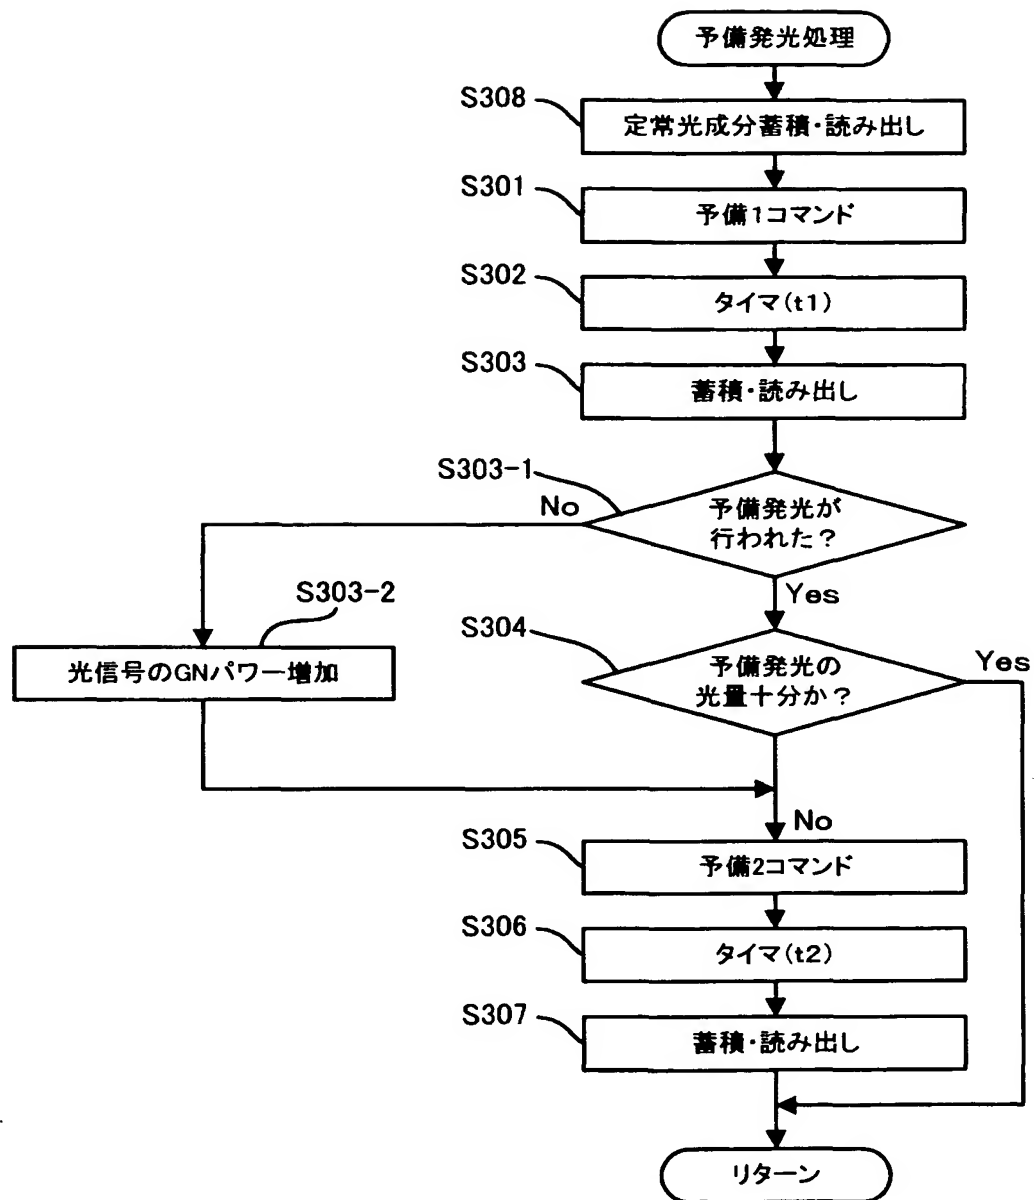 予備発光処理
S308
定常光成分蓄積・読み出し
S301
予備1コマンド
S302
タイマ(t1)
S303
蓄積・読み出し
S303-1
No
予備発光が
行われた?
Yes
S303-2
光信号のGNパワー増加
S304
予備発光の
光量十分か?
Yes
No
S305
予備2コマンド
S306
タイマ(t2)
S307
蓄積・読み出し
リターン